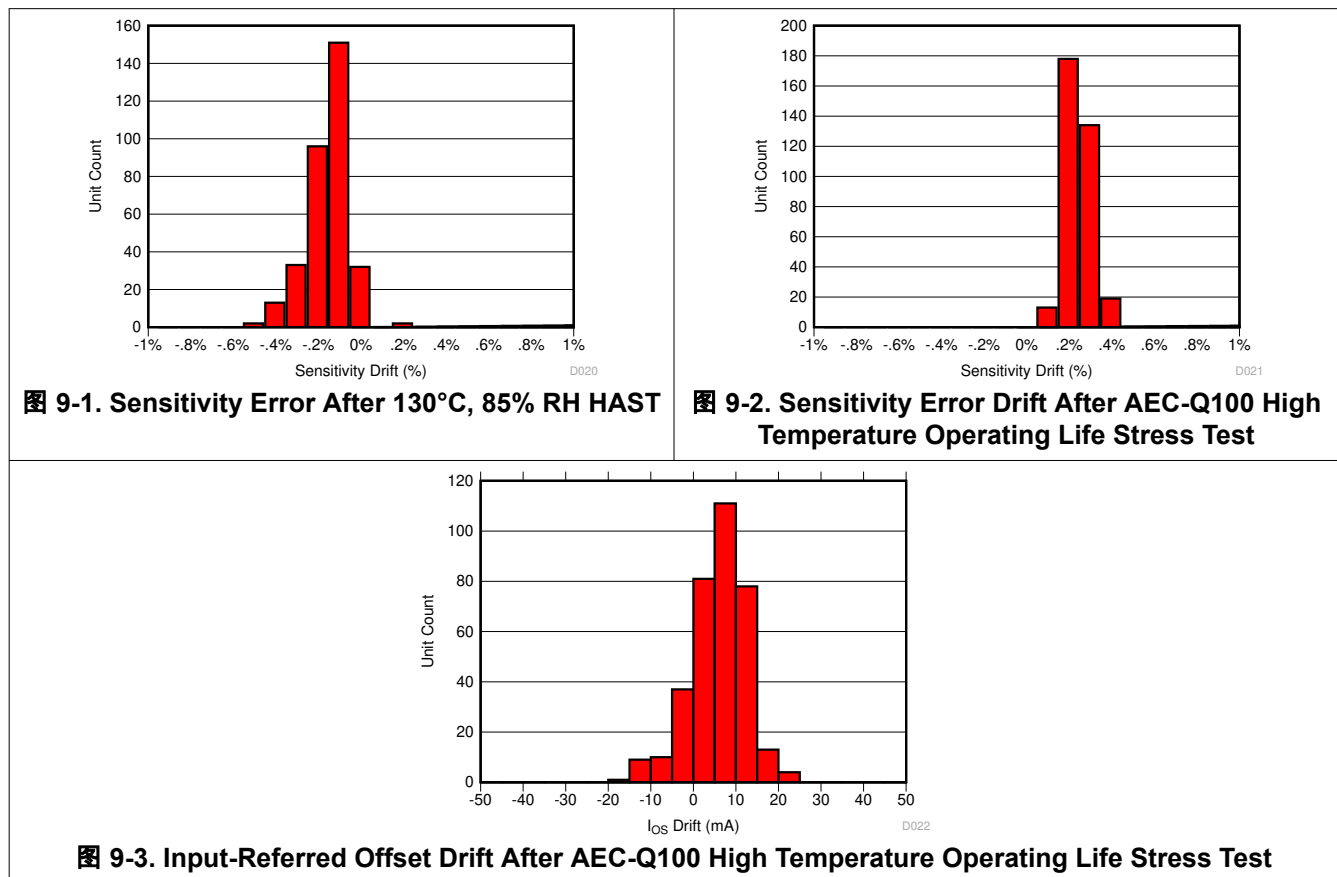 160
140
120
100
80
60
40
20
0
Unit Count
-1% -.8% -.6% -.4% -.2% 0% .2% .4% .6% .8% 1%
Sensitivity Drift (%)
D020
图 9-1. Sensitivity Error After 130°C, 85% RH HAST
200
180
160
140
120
100
80
60
40
20
0
Unit Count
-1% -.8% -.6% -.4% -.2% 0% .2% .4% .6% .8% 1%
Sensitivity Drift (%)
D021
图 9-2. Sensitivity Error Drift After AEC-Q100 High
Temperature Operating Life Stress Test
120
100
80
60
40
20
0
Unit Count
-50 -40 -30 -20 -10 0 10 20 30 40 50
IOS Drift (mA)
D022
图 9-3. Input-Referred Offset Drift After AEC-Q100 High Temperature Operating Life Stress Test